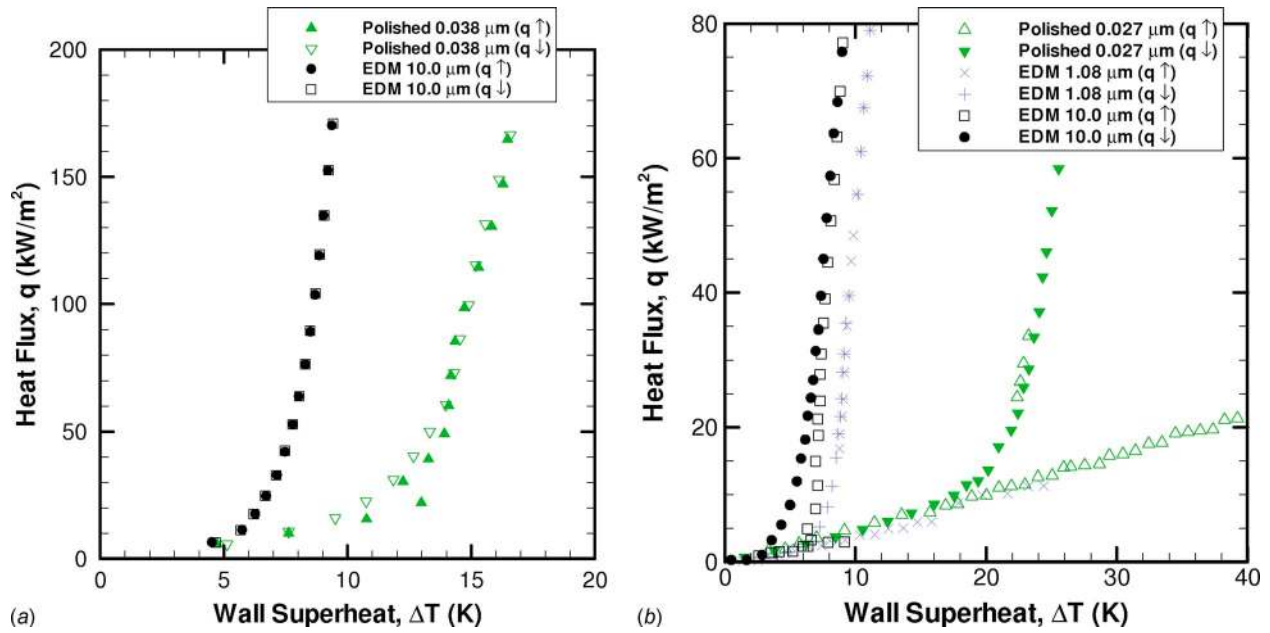 Polished 0.038 μm (q ↑)
Polished 0.038 μm (q ↓)
EDM 10.0 μm (q ↑)
EDM 10.0 μm (q ↓)
200
150
100
50
0
Heat Flux, q (kW/m²)
0 5 10 15 20
Wall Superheat, ΔT (K)
(a)
Polished 0.027 μm (q ↑)
Polished 0.027 μm (q ↓)
EDM 1.08 μm (q ↑)
EDM 1.08 μm (q ↓)
EDM 10.0 μm (q ↑)
EDM 10.0 μm (q ↓)
80
60
40
20
0
Heat Flux, q (kW/m²)
0 10 20 30 40
Wall Superheat, ΔT (K)
(b)